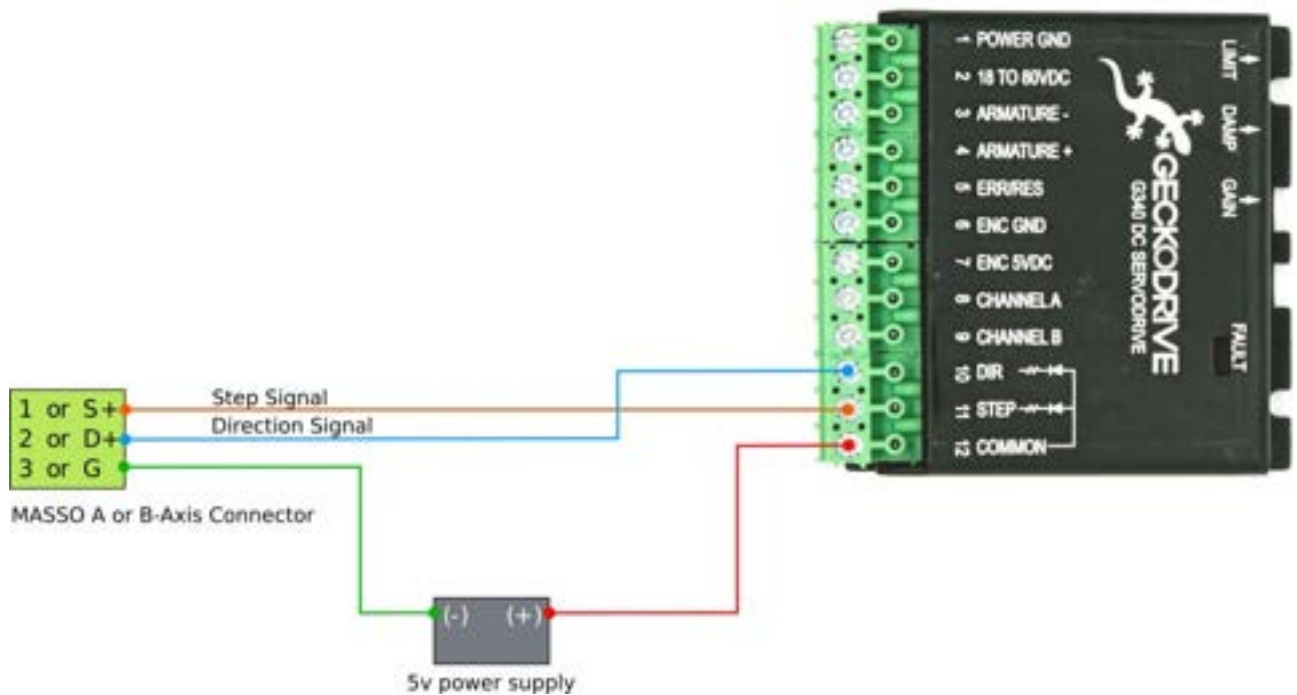 1 POWER GND
2 18 TO 80VDC
3 ARMATURE -
4 ARMATURE +
5 ERR/RES
6 ENC GND
7 ENC 5VDC
8 CHANNEL A
9 CHANNEL B
10 DIR
11 STEP
12 COMMON
LIMIT
DAMP
GAIN
GECKODRIVE
G340 DC SERVODRIVE
FAULT
1 or S+
2 or D+
3 or G
Step Signal
Direction Signal
MASSO A or B-Axis Connector
(-) (+)
5v power supply